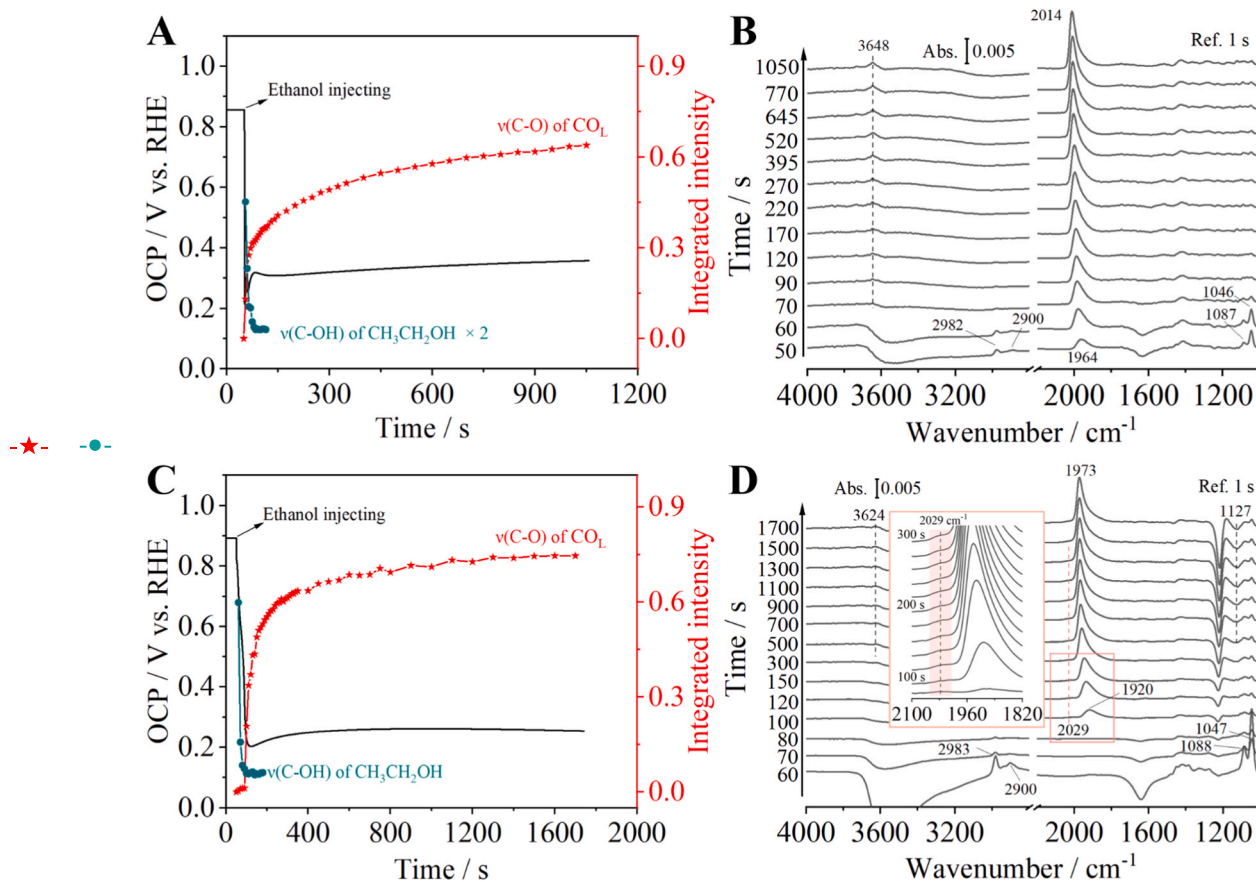 A
OCP / V vs. RHE
1.0
0.8
0.6
0.4
0.2
0.0
Ethanol injecting
ν(C-O) of CO_L
ν(C-OH) of CH₃CH₂OH × 2
0.9
0.6
0.3
0.0
Integrated intensity
0 300 600 900 1200
Time / s
B
Time / s
3648
Abs. 0.005
2014
Ref. 1 s
1050
770
645
520
395
270
220
170
120
90
70
60
50
2982
2900
1964
1046
1087
4000 3600 3200 2000 1600 1200
Wavenumber / cm⁻¹
C
OCP / V vs. RHE
1.0
0.8
0.6
0.4
0.2
0.0
Ethanol injecting
ν(C-O) of CO_L
ν(C-OH) of CH₃CH₂OH
0.9
0.6
0.3
0.0
Integrated intensity
0 400 800 1200 1600 2000
Time / s
D
Time / s
Abs. 0.005
1973
Ref. 1 s
3624
1127
1700
1500
1300
1100
900
700
500
300
150
120
100
80
70
60
2029 cm⁻¹
300 s
200 s
100 s
2100 1960 1820
1920
2029
1047
1088
2983
2900
4000 3600 3200 2000 1600 1200
Wavenumber / cm⁻¹